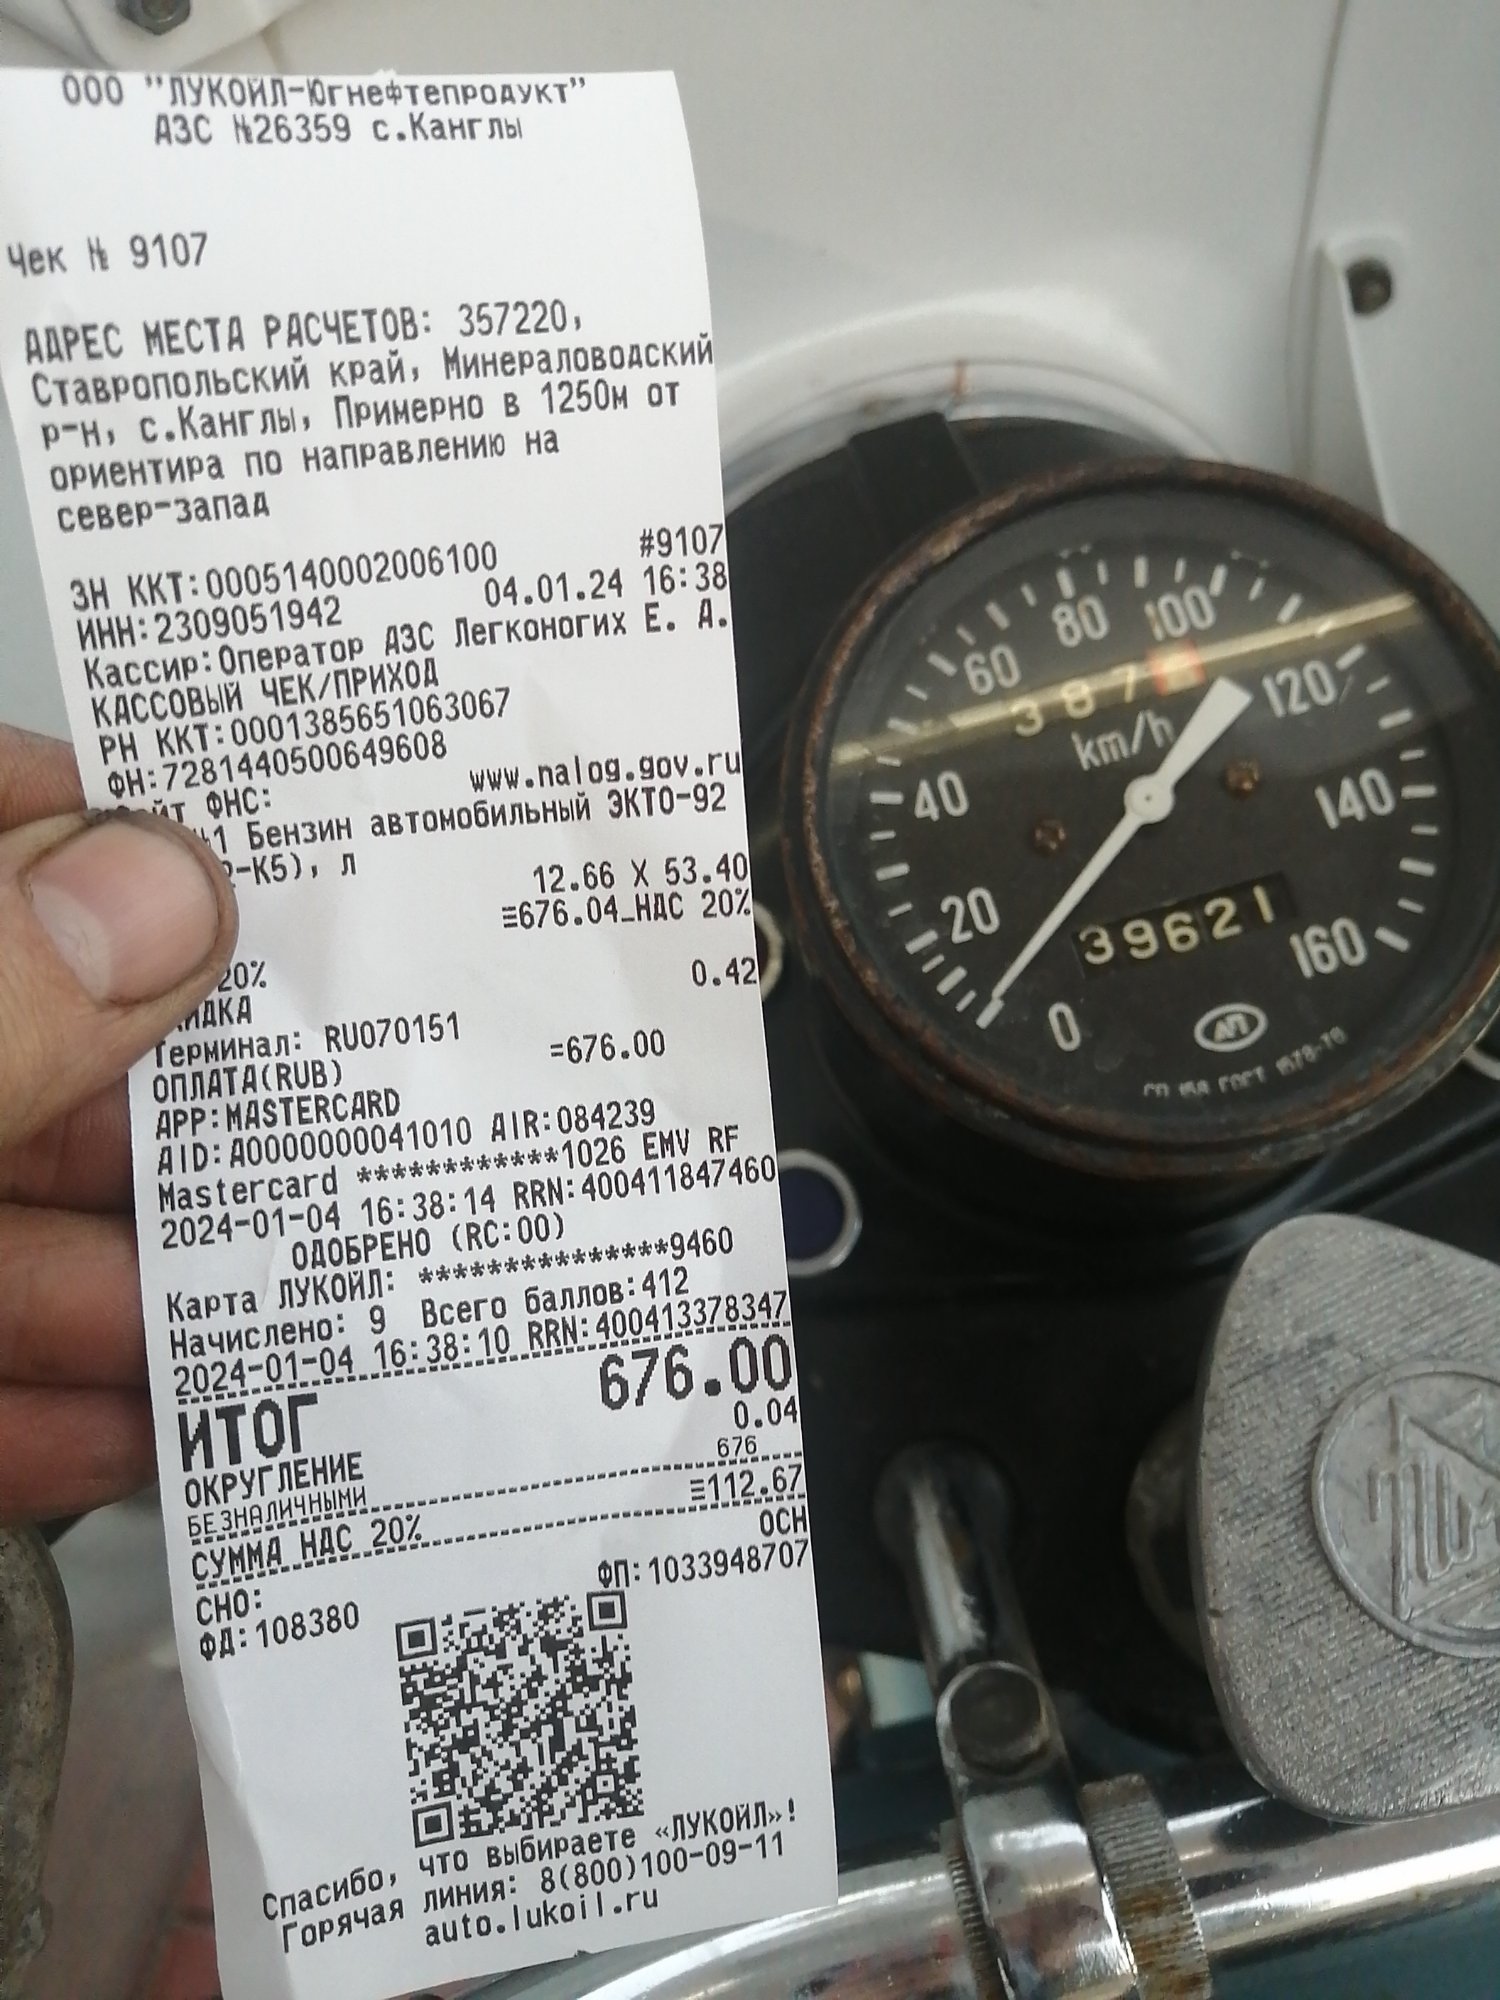 ООО "ЛУКОЙЛ-Югнефтепродукт"
АЗС №26359 с.Канглы
Чек № 9107
АДРЕС МЕСТА РАСЧЕТОВ: 357220,
Ставропольский край, Минераловодский
р-н, с.Канглы, Примерно в 1250м от
ориентира по направлению на
север-запад
#9107
ЗН ККТ:0005140002006100
04.01.24 16:38
ИНН:2309051942
Кассир:Оператор АЗС Легконогих Е. А.
КАССОВЫЙ ЧЕК/ПРИХОД
РН ККТ:0001385651063067
ФН:7281440500649608
ФНС: www.nalog.gov.ru
Бензин автомобильный ЭКТО-92
-К5), л
12.66 X 53.40
≡676.04_НДС 20%
20% 0.42
Терминал: RU070151
ОПЛАТА(RUB) =676.00
APP:MASTERCARD
AID:A0000000041010 AIR:084239
Mastercard ************1026 EMV RF
2024-01-04 16:38:14 RRN:400411847460
ОДОБРЕНО (RC:00)
Карта ЛУКОЙЛ: ***************9460
Начислено: 9 Всего баллов:412
2024-01-04 16:38:10 RRN:400413378347
ИТОГ 676.00
ОКРУГЛЕНИЕ 0.04
БЕЗНАЛИЧНЫМИ 676
СУММА НДС 20% ≡112.67
СНО: ОСН
ФД:108380 ФП:1033948707
Спасибо, что выбираете «ЛУКОЙЛ»!
Горячая линия: 8(800)100-09-11
auto.lukoil.ru
0 20 40 60 80 100 120 140 160
387
km/h
39621
АП
ГОСТ 1578-76